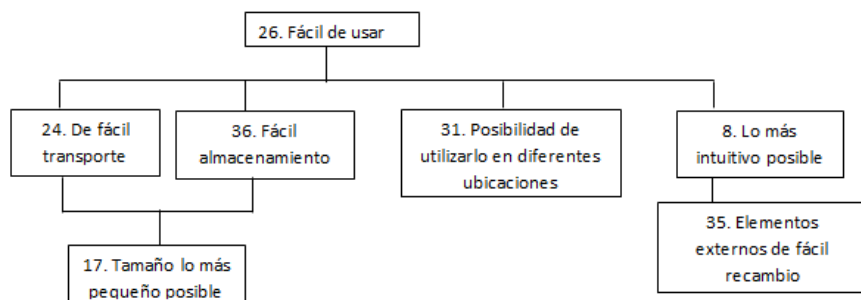 26. Fácil de usar
24. De fácil
transporte
36. Fácil
almacenamiento
31. Posibilidad de
utilizarlo en diferentes
ubicaciones
8. Lo más
intuitivo posible
17. Tamaño lo más
pequeño posible
35. Elementos
externos de fácil
recambio